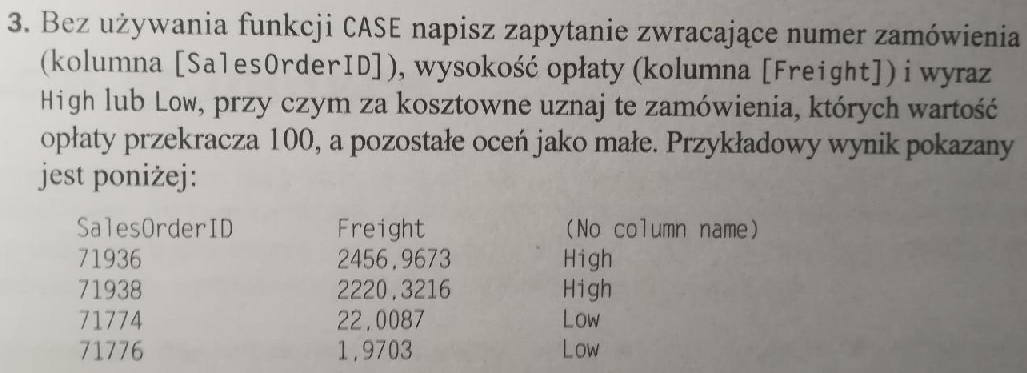 3. Bez używania funkcji CASE napisz zapytanie zwracające numer zamówienia
(kolumna [SalesOrderID]), wysokość opłaty (kolumna [Freight]) i wyraz
High lub Low, przy czym za kosztowne uznaj te zamówienia, których wartość
opłaty przekracza 100, a pozostałe oceń jako małe. Przykładowy wynik pokazany
jest poniżej:
SalesOrderID Freight (No column name)
71936 2456,9673 High
71938 2220,3216 High
71774 22,0087 Low
71776 1,9703 Low